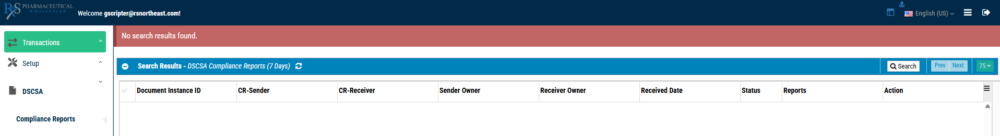 RxS PHARMACEUTICAL
WHOLESALER
Welcome gscripter@rsnortheast.com!
English (US)
Transactions
Setup
DSCSA
Compliance Reports
No search results found.
Search Results - DSCSA Compliance Reports (7 Days)
Search
Prev Next
75
Document Instance ID CR-Sender CR-Receiver Sender Owner Receiver Owner Received Date Status Reports Action